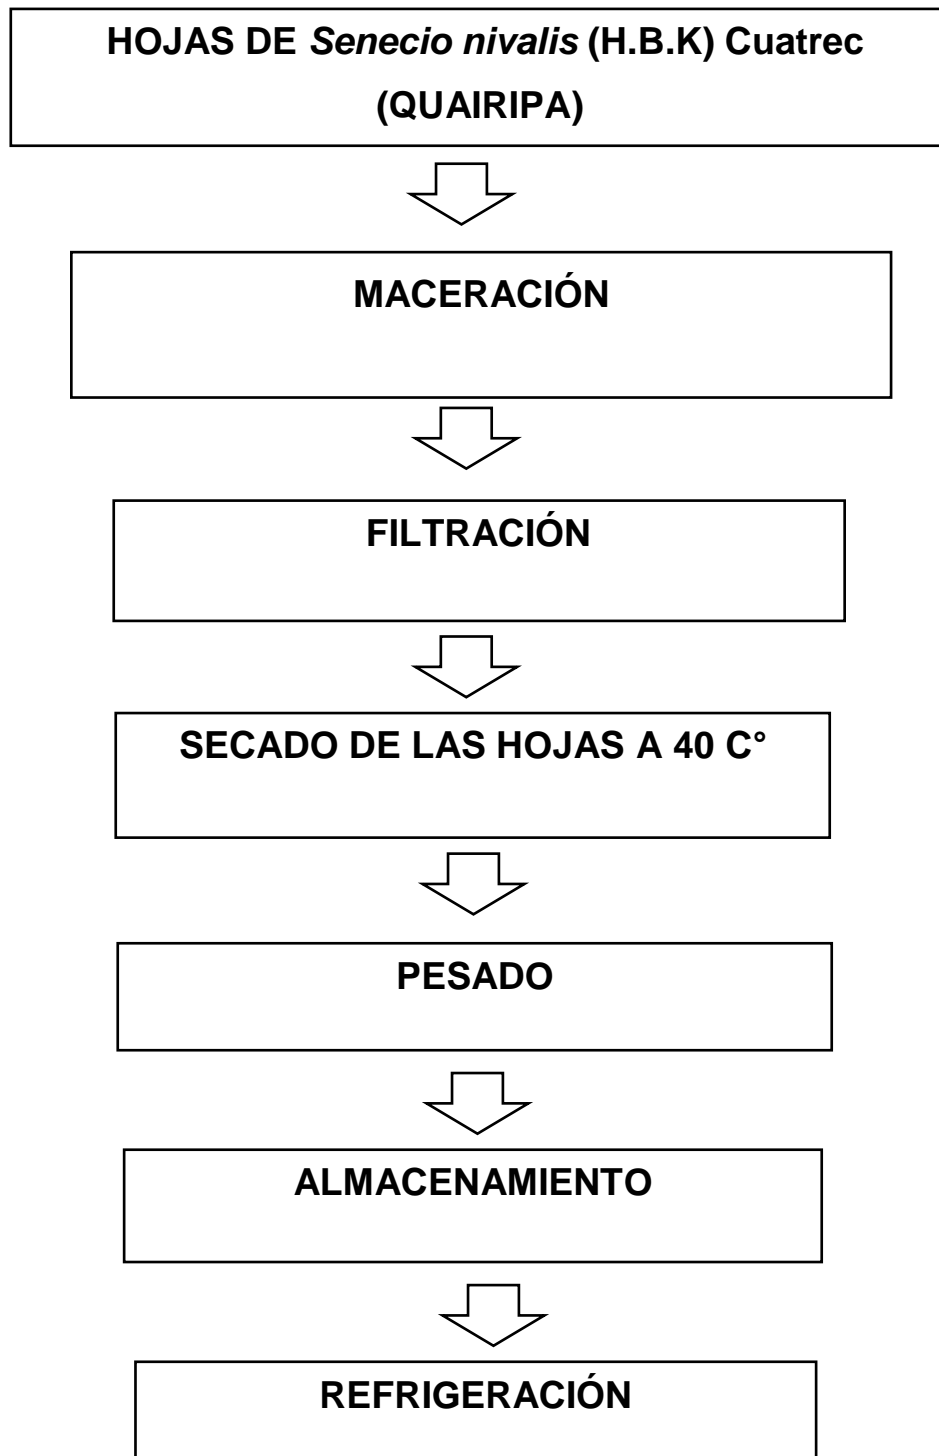 HOJAS DE Senecio nivalis (H.B.K) Cuatrec
(QUAIRIPA)
MACERACIÓN
FILTRACIÓN
SECADO DE LAS HOJAS A 40 C°
PESADO
ALMACENAMIENTO
REFRIGERACIÓN